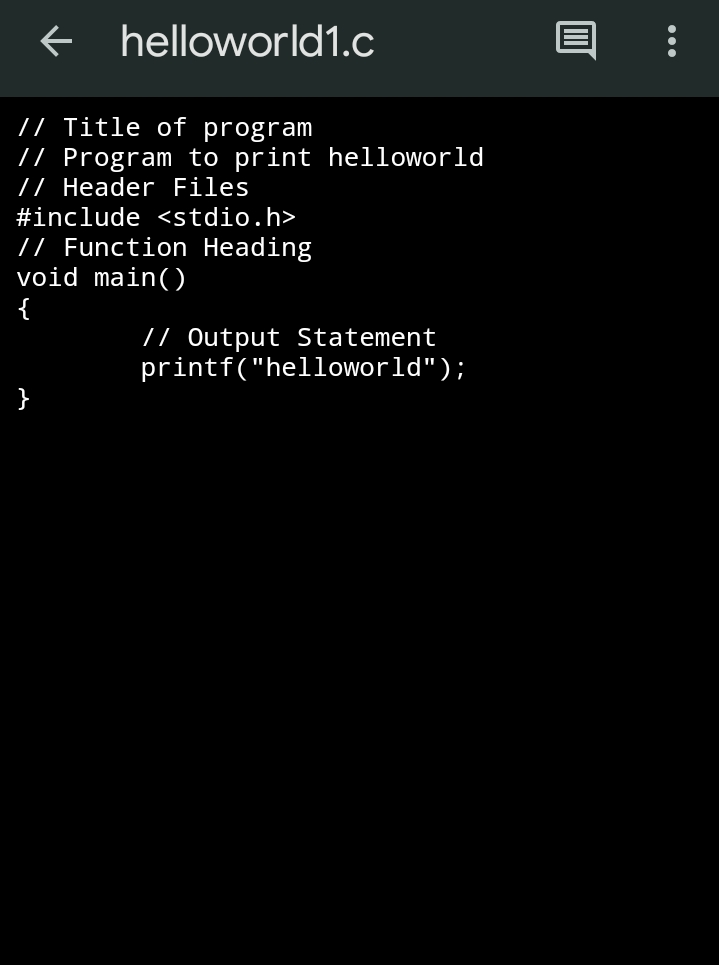 helloworld1.c
// Title of program
// Program to print helloworld
// Header Files
#include <stdio.h>
// Function Heading
void main()
{
        // Output Statement
        printf("helloworld");
}